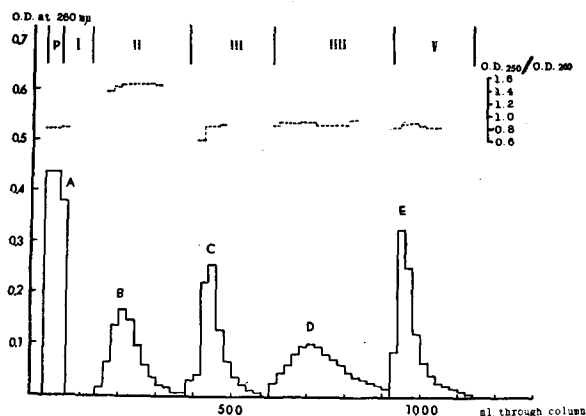 O.D. at 260 mμ
P I II III IIII V
O.D. 250 / O.D. 260
0,7
0.6
0.5
0,4
0,3
0,2
0.1
1.6
1.4
1.2
1.0
0.8
0.6
A
B
C
D
E
500
1000
ml. through column